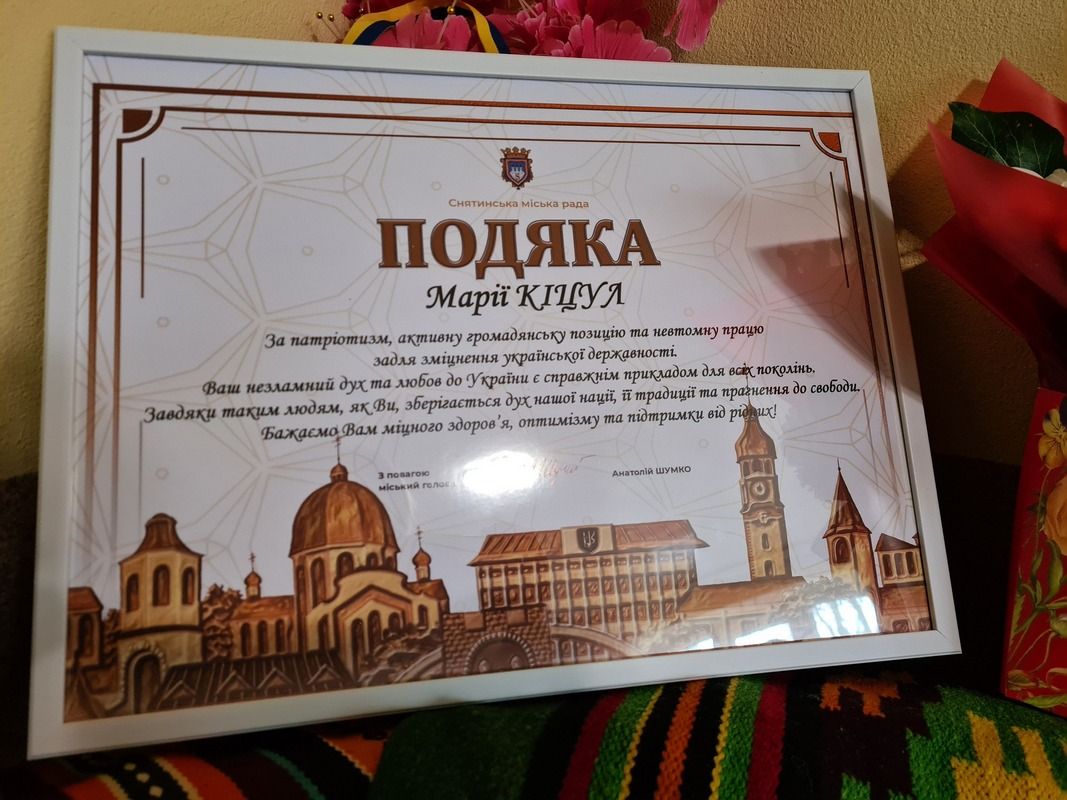 Снятинська міська рада
ПОДЯКА
Марії КІЦУЛ
За патріотизм, активну громадянську позицію та невтомну працю
задля зміцнення української державності.
Ваш незламний дух та любов до України є справжнім прикладом для всіх поколінь.
Завдяки таким людям, як Ви, зберігається дух нашої нації, її традиції та прагнення до свободи.
Бажаємо Вам міцного здоров'я, оптимізму та підтримки від рідних!
З повагою
міський голова Анатолій ШУМКО